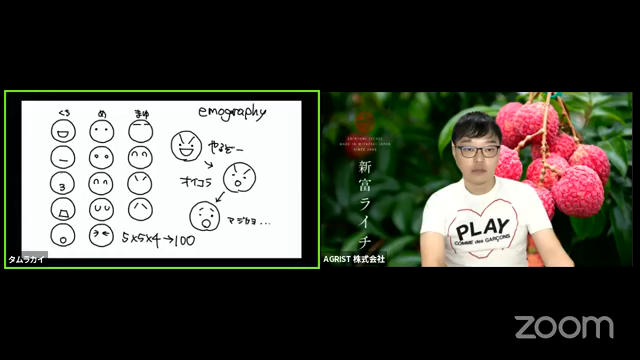 emography
くち め まゆ
やるぞー
オイコラ
マジカヨ...
5×5×4→100
タムラカイ
新富ライチ
PLAY
COMME des GARÇONS
AGRIST 株式会社
zoom